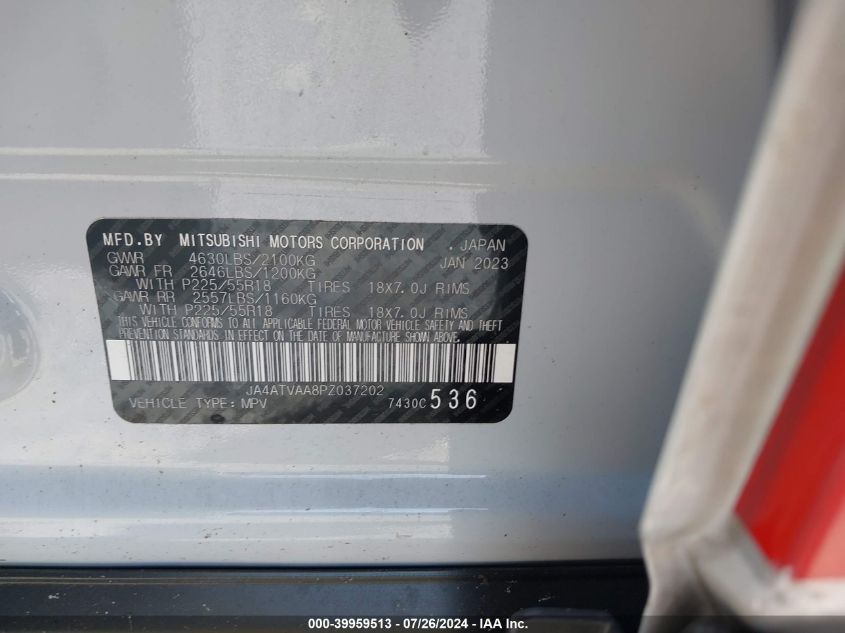 MFD.BY MITSUBISHI MOTORS CORPORATION . JAPAN
GVWR 4630LBS/2100KG JAN 2023
GAWR FR 2646LBS/1200KG
WITH P225/55R18 TIRES 18X7.0J RIMS
GAWR RR 2557LBS/1160KG
WITH P225/55R18 TIRES 18X7.0J RIMS
THIS VEHICLE CONFORMS TO ALL APPLICABLE FEDERAL MOTOR VEHICLE SAFETY AND THEFT
PREVENTION STANDARDS IN EFFECT ON THE DATE OF MANUFACTURE SHOWN ABOVE.
JA4ATVAA8PZ037202
VEHICLE TYPE: MPV 7430C 536
000-39959513 / 07/26/2024 - IAA Inc.